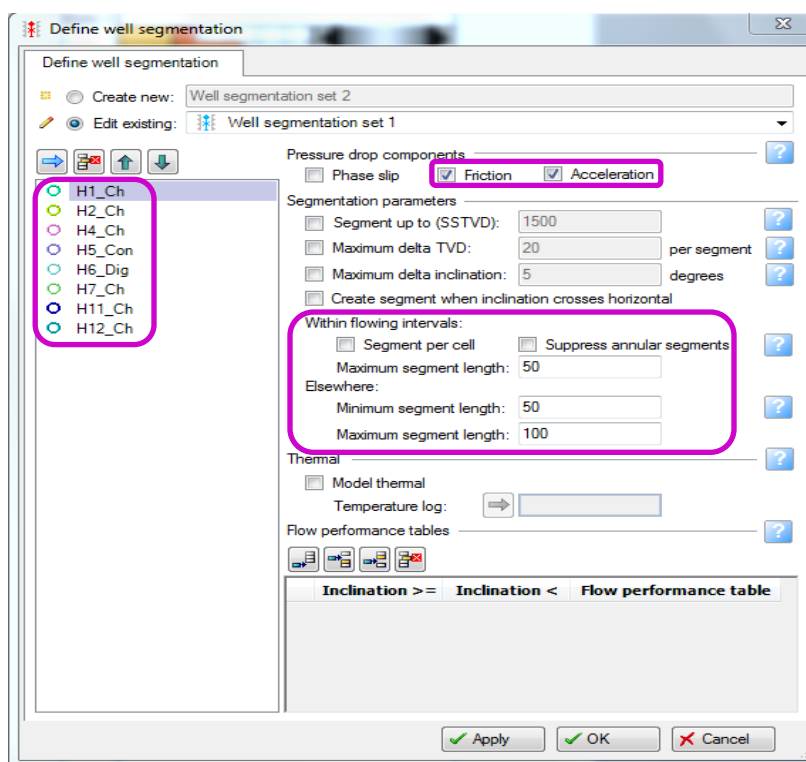 Define well segmentation
Define well segmentation
Create new: Well segmentation set 2
Edit existing: Well segmentation set 1
H1_Ch
H2_Ch
H4_Ch
H5_Con
H6_Dig
H7_Ch
H11_Ch
H12_Ch
Pressure drop components ?
Phase slip Friction Acceleration
Segmentation parameters
Segment up to (SSTVD): 1500 ?
Maximum delta TVD: 20 per segment ?
Maximum delta inclination: 5 degrees ?
Create segment when inclination crosses horizontal
Within flowing intervals:
Segment per cell Suppress annular segments ?
Maximum segment length: 50
Elsewhere:
Minimum segment length: 50 ?
Maximum segment length: 100
Thermal ?
Model thermal
Temperature log:
Flow performance tables ?
Inclination >= Inclination < Flow performance table
Apply OK Cancel